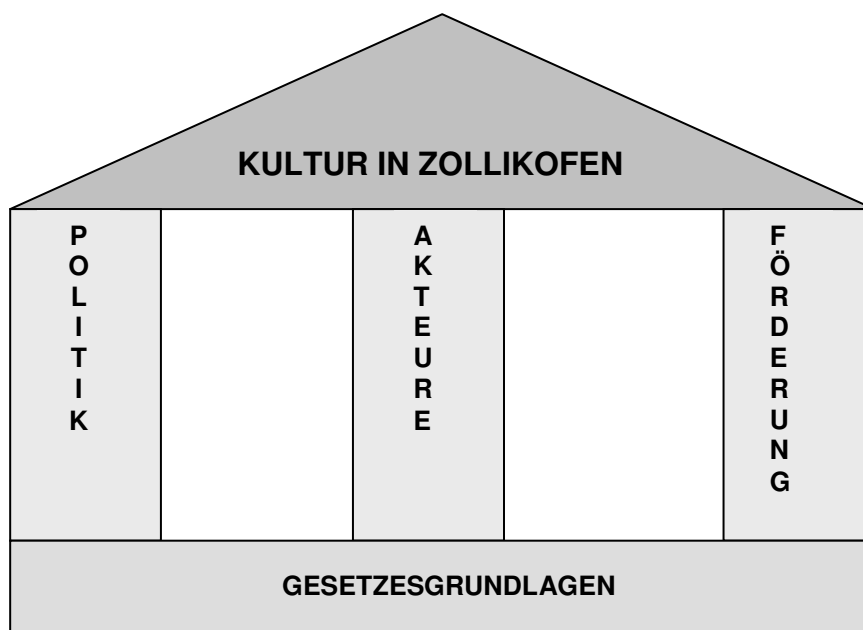 KULTUR IN ZOLLIKOFEN
POLITIK
AKTEURE
FÖRDERUNG
GESETZESGRUNDLAGEN